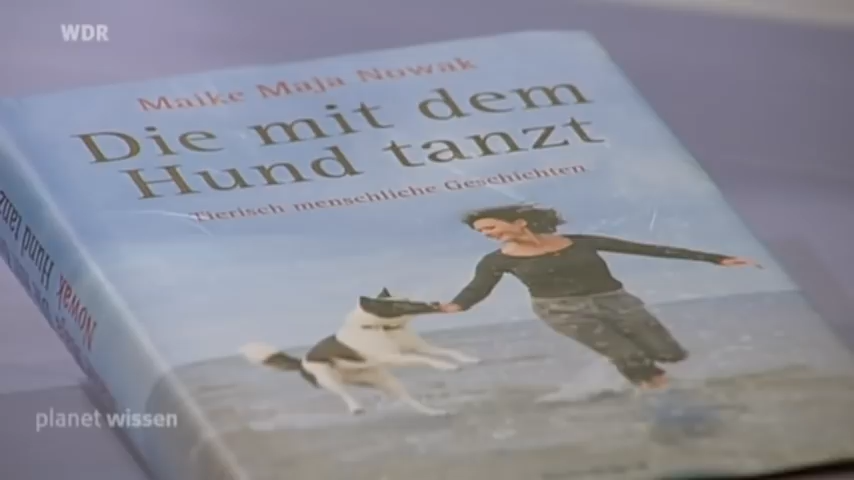 WDR
Maike Maja Nowak
Die mit dem
Hund tanzt
Tierisch menschliche Geschichten
Nowak
Hund tanzt
planet wissen